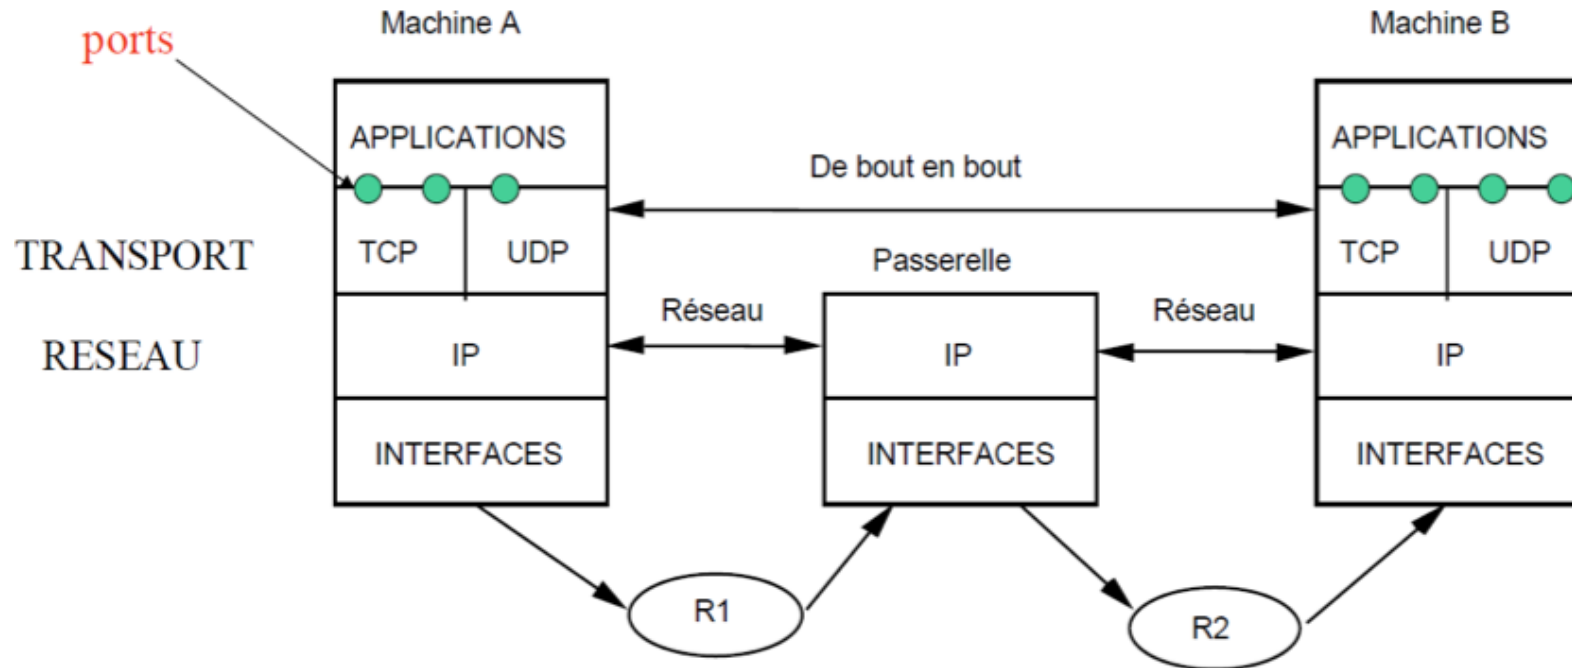 Machine A
Machine B
ports
APPLICATIONS
APPLICATIONS
De bout en bout
TRANSPORT
TCP
UDP
Passerelle
TCP
UDP
Réseau
Réseau
RESEAU
IP
IP
IP
INTERFACES
INTERFACES
INTERFACES
R1
R2